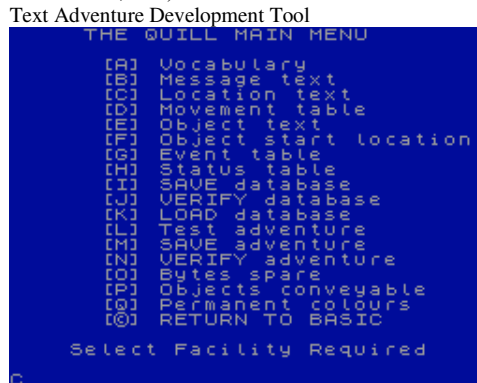 Text Adventure Development Tool
THE QUILL MAIN MENU
[A] Vocabulary
[B] Message text
[C] Location text
[D] Movement table
[E] Object text
[F] Object start location
[G] Event table
[H] Status table
[I] SAVE database
[J] VERIFY database
[K] LOAD database
[L] Test adventure
[M] SAVE adventure
[N] VERIFY adventure
[O] Bytes spare
[P] Objects conveyable
[Q] Permanent colours
[©] RETURN TO BASIC
Select Facility Required